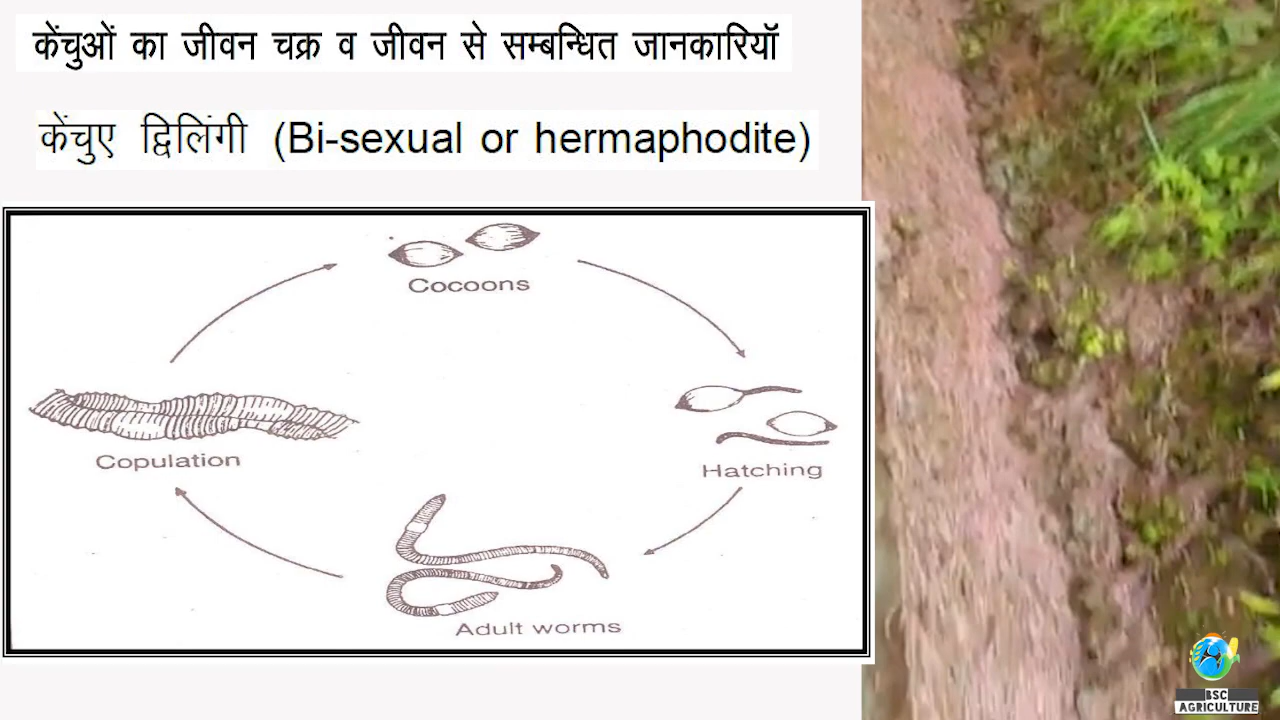 केंचुओं का जीवन चक्र व जीवन से सम्बन्धित जानकारियॉ
केंचुए द्विलिंगी (Bi-sexual or hermaphodite)
Cocoons
Copulation
Hatching
Adult worms
BSC
AGRICULTURE